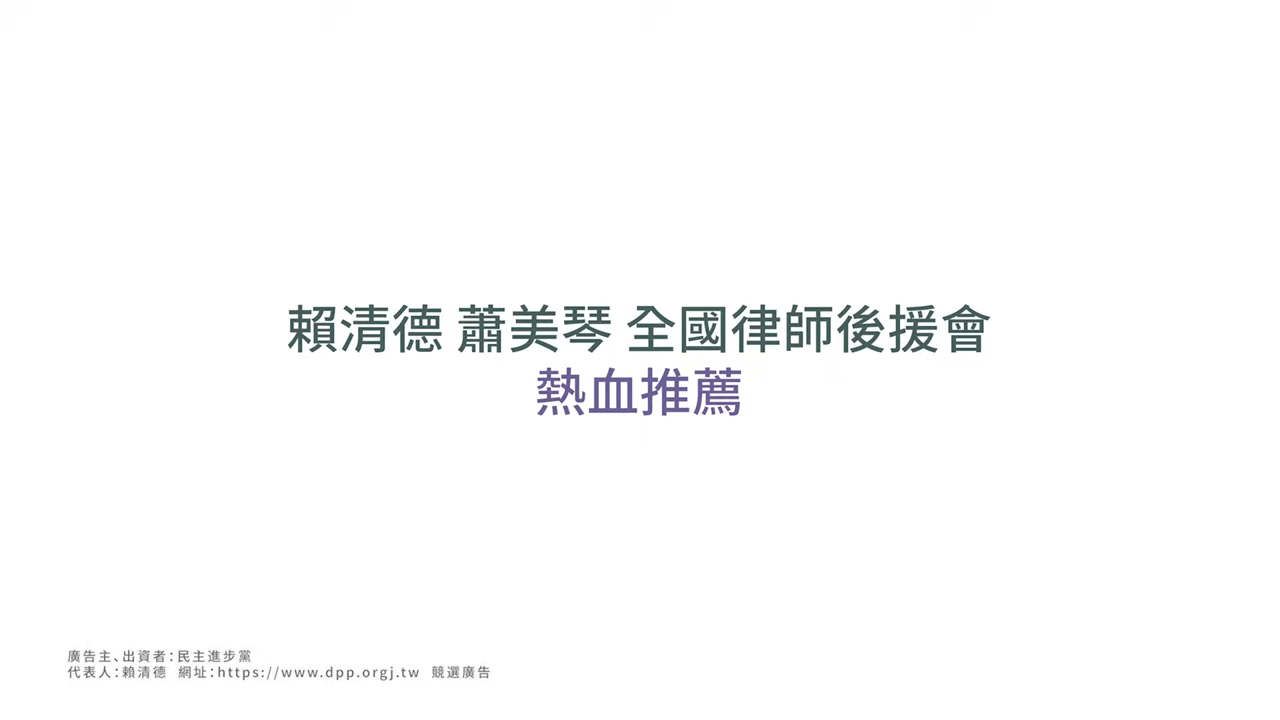 賴清德 蕭美琴 全國律師後援會
熱血推薦
廣告主、出資者：民主進步黨
代表人：賴清德 網址：https://www.dpp.orgj.tw 競選廣告